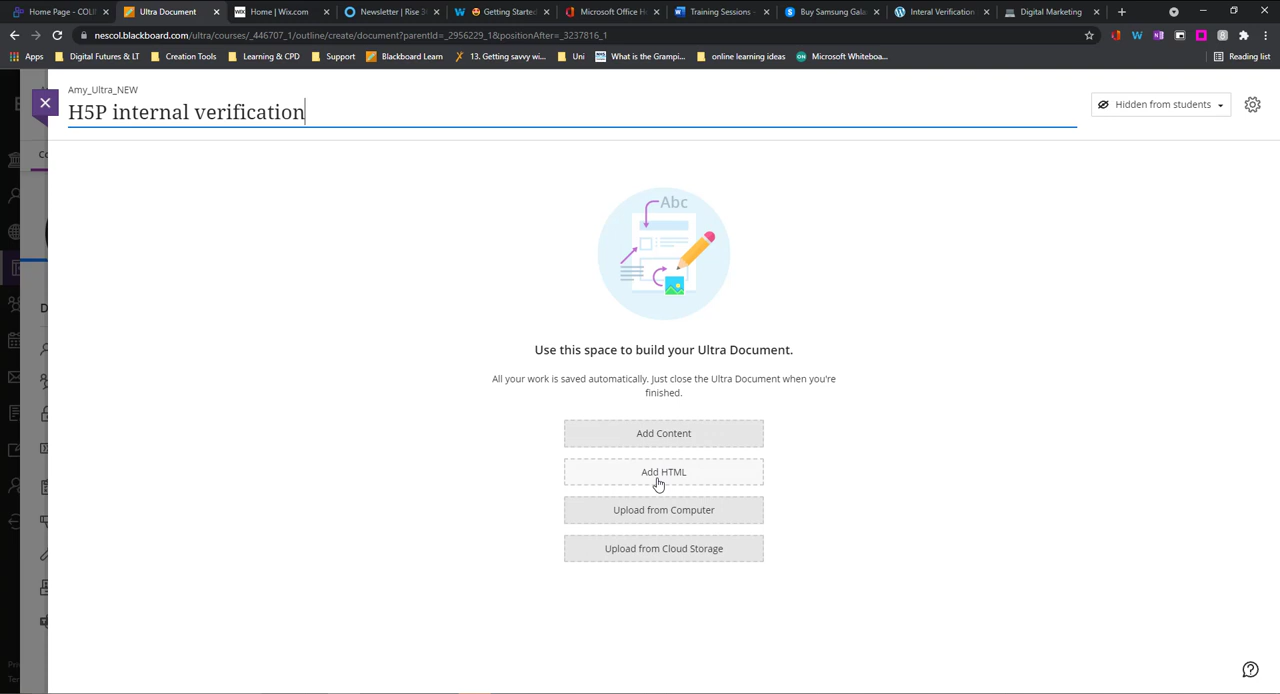 Home Page - COLI
Ultra Document
Home | Wix.com
Newsletter | Rise 3
Getting Started
Microsoft Office H
Training Sessions
Buy Samsung Gala
Interal Verification
Digital Marketing
nescol.blackboard.com/ultra/courses/_446707_1/outline/create/document?parentId=_2956229_1&positionAfter=_3237816_1
Apps
Digital Futures & LT
Creation Tools
Learning & CPD
Support
Blackboard Learn
13. Getting savvy wi...
Uni
What is the Grampi...
online learning ideas
Microsoft Whiteboa...
Reading list
Amy_Ultra_NEW
H5P internal verification
Hidden from students
Abc
Use this space to build your Ultra Document.
All your work is saved automatically. Just close the Ultra Document when you're
finished.
Add Content
Add HTML
Upload from Computer
Upload from Cloud Storage